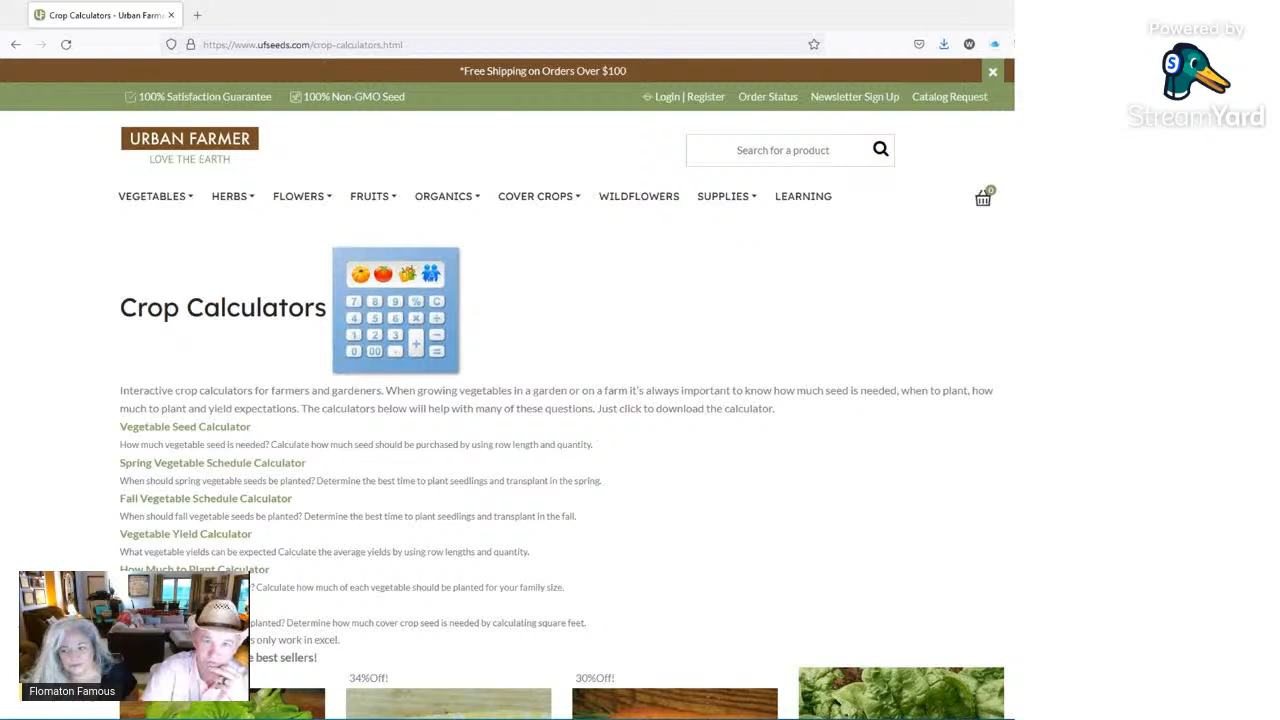 Crop Calculators - Urban Farm
https://www.ufseeds.com/crop-calculators.html
Powered by
StreamYard
*Free Shipping on Orders Over $100
100% Satisfaction Guarantee
100% Non-GMO Seed
Login | Register
Order Status
Newsletter Sign Up
Catalog Request
URBAN FARMER
LOVE THE EARTH
Search for a product
VEGETABLES
HERBS
FLOWERS
FRUITS
ORGANICS
COVER CROPS
WILDFLOWERS
SUPPLIES
LEARNING
0
Crop Calculators
7 8 9 % C
4 5 6 × ÷
1 2 3 + −
0 00 . =
Interactive crop calculators for farmers and gardeners. When growing vegetables in a garden or on a farm it's always important to know how much seed is needed, when to plant, how
much to plant and yield expectations. The calculators below will help with many of these questions. Just click to download the calculator.
Vegetable Seed Calculator
How much vegetable seed is needed? Calculate how much seed should be purchased by using row length and quantity.
Spring Vegetable Schedule Calculator
When should spring vegetable seeds be planted? Determine the best time to plant seedlings and transplant in the spring.
Fall Vegetable Schedule Calculator
When should fall vegetable seeds be planted? Determine the best time to plant seedlings and transplant in the fall.
Vegetable Yield Calculator
What vegetable yields can be expected Calculate the average yields by using row lengths and quantity.
How Much to Plant Calculator
? Calculate how much of each vegetable should be planted for your family size.
planted? Determine how much cover crop seed is needed by calculating square feet.
s only work in excel.
e best sellers!
34%Off!
30%Off!
Flomaton Famous